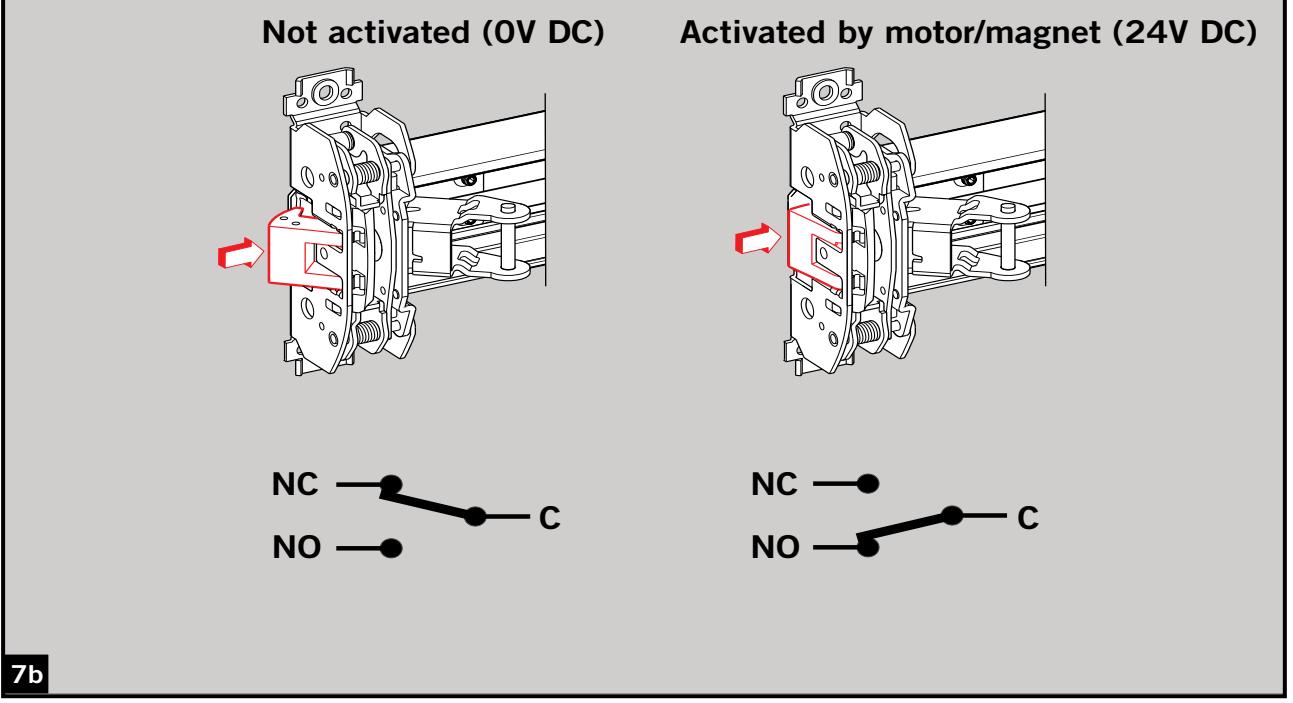 Not activated (0V DC)
Activated by motor/magnet (24V DC)
NC
C
NO
NC
C
NO
7b